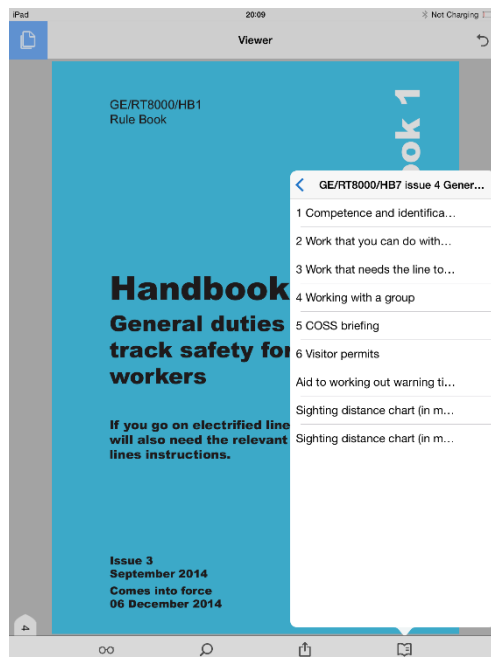 iPad 20:09 Not Charging
Viewer
GE/RT8000/HB1
Rule Book
ook 1
Handbook
General duties
track safety for
workers
If you go on electrified line
will also need the relevant
lines instructions.
Issue 3
September 2014
Comes into force
06 December 2014
4
GE/RT8000/HB7 issue 4 Gener...
1 Competence and identifica...
2 Work that you can do with...
3 Work that needs the line to...
4 Working with a group
5 COSS briefing
6 Visitor permits
Aid to working out warning ti...
Sighting distance chart (in m...
Sighting distance chart (in m...